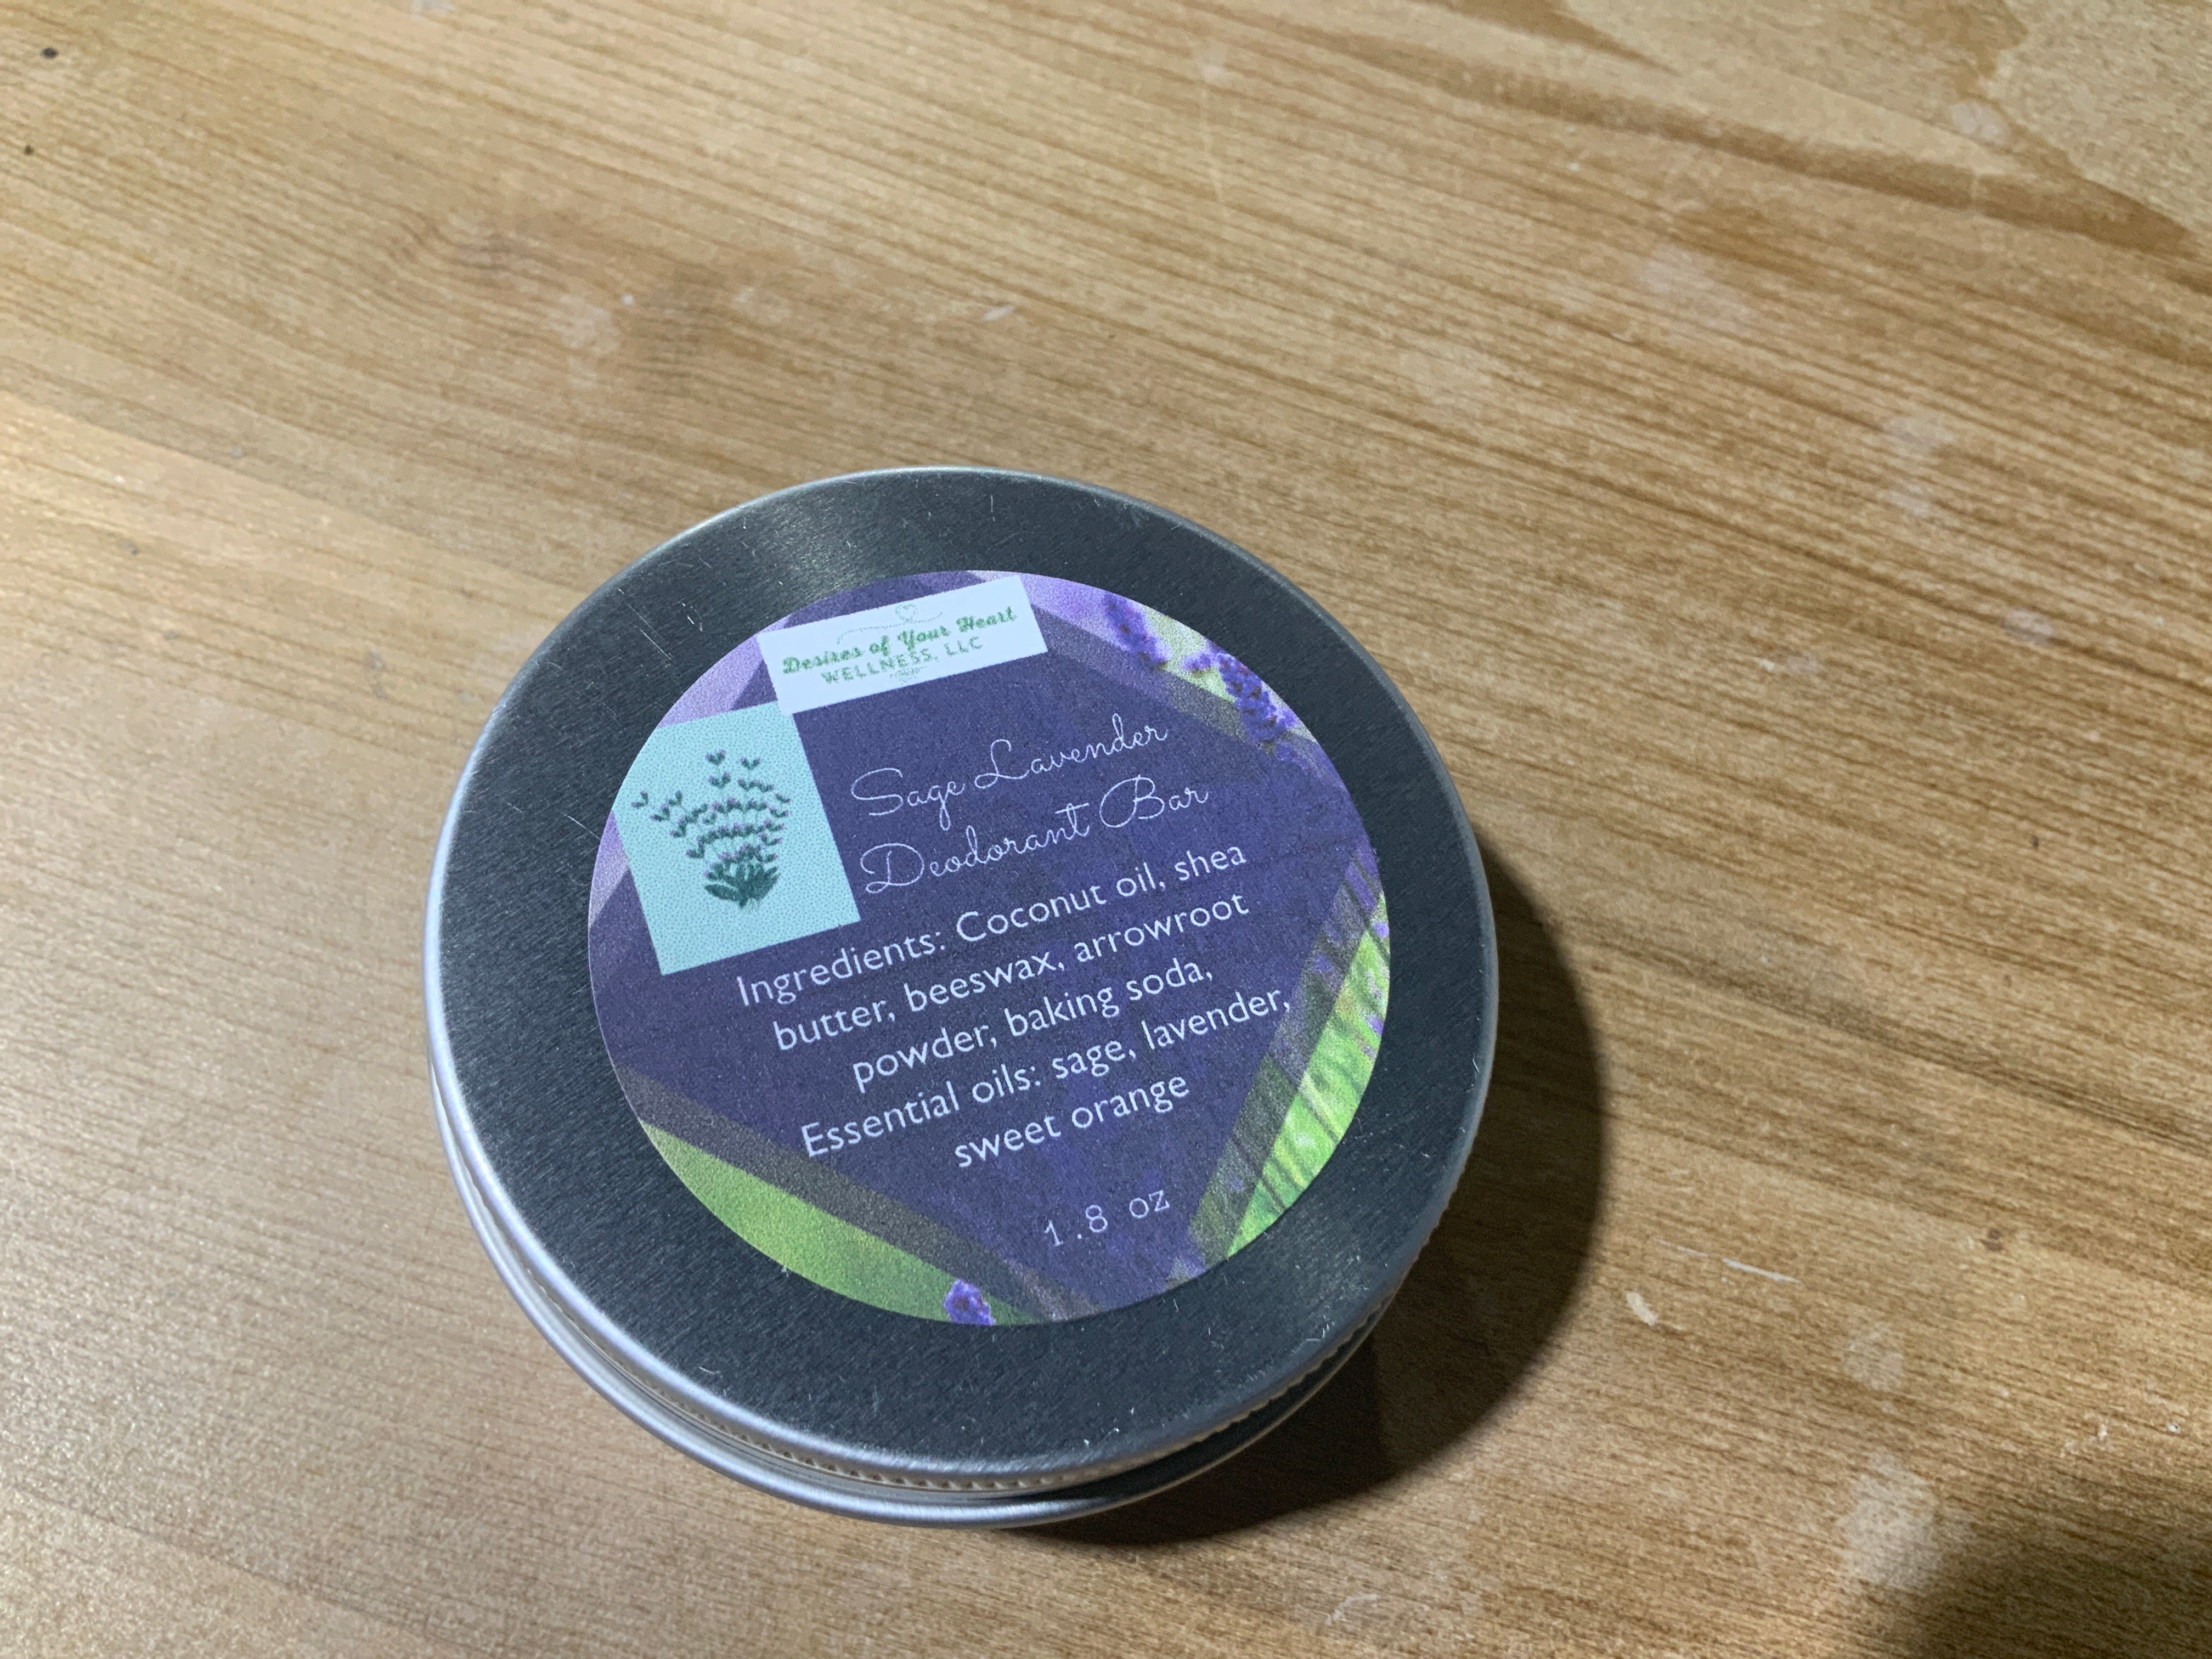 Desires of Your Heart
WELLNESS, LLC
Sage Lavender
Deodorant Bar
Ingredients: Coconut oil, shea
butter, beeswax, arrowroot
powder, baking soda,
Essential oils: sage, lavender,
sweet orange
1.8 oz